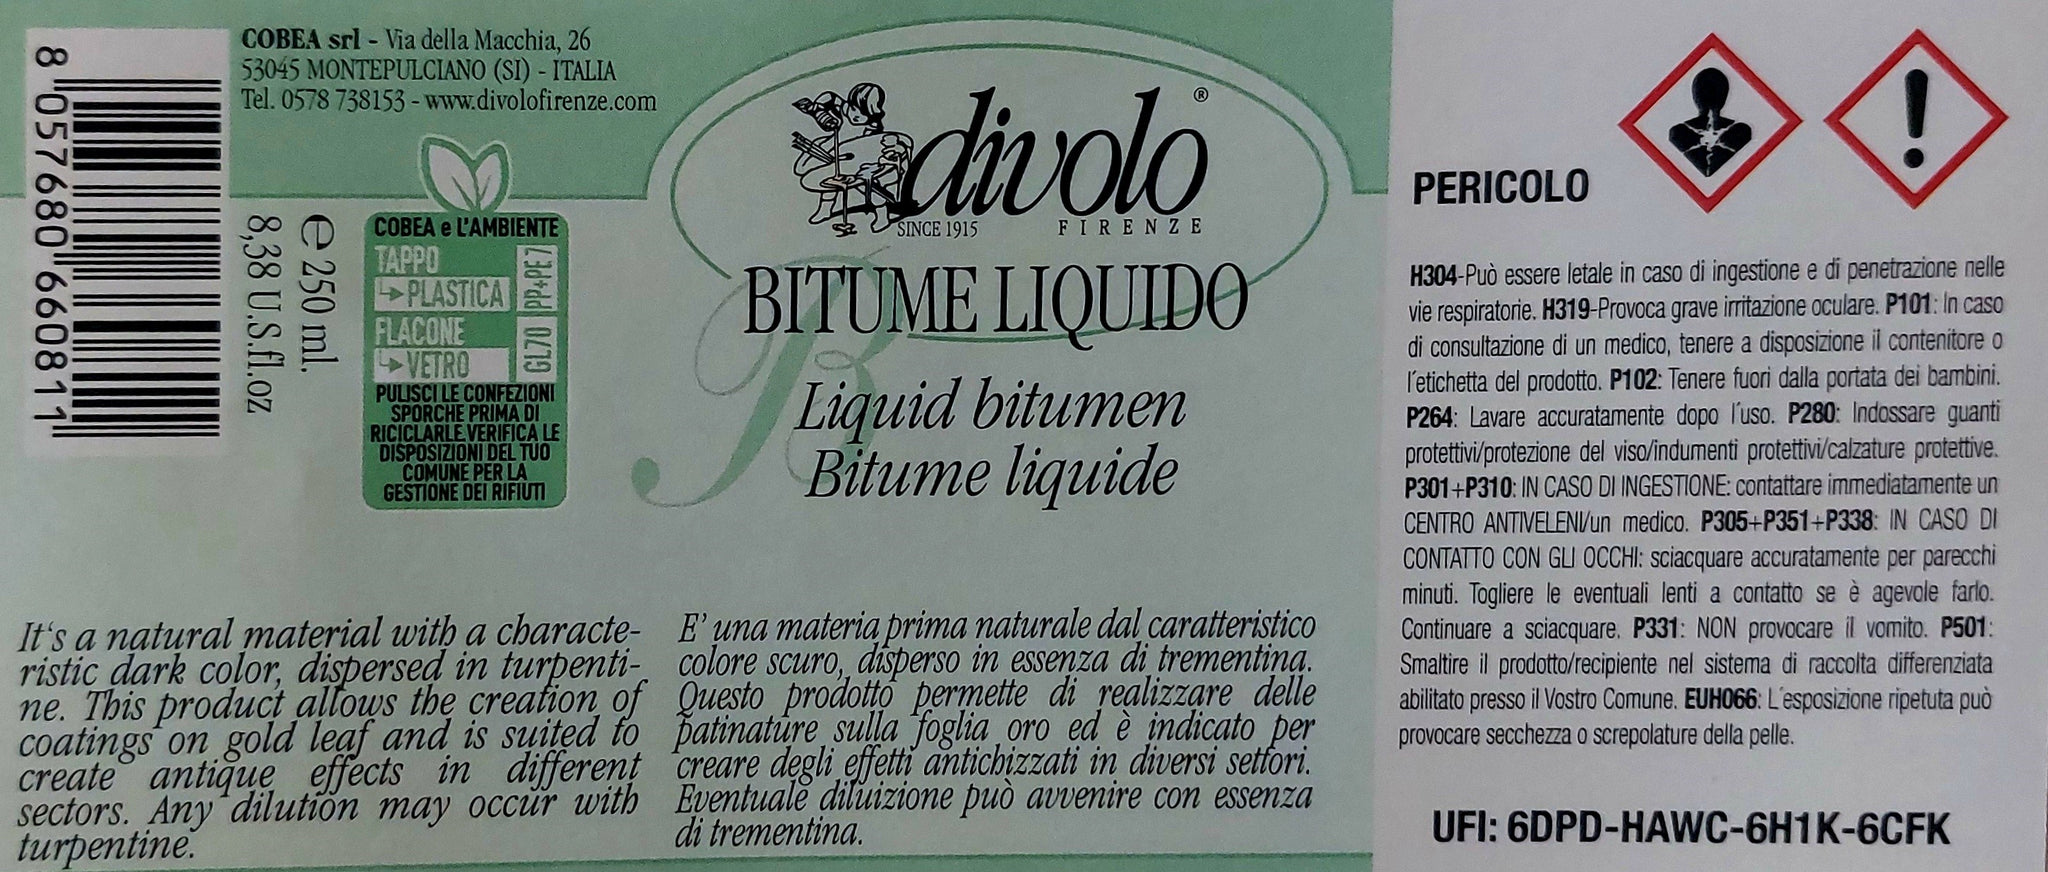 8 057680 660811
COBEA srl - Via della Macchia, 26
53045 MONTEPULCIANO (SI) - ITALIA
Tel. 0578 738153 - www.divolofirenze.com
℮ 250 ml.
8,38 U.S.fl.oz
COBEA e L'AMBIENTE
TAPPO
PLASTICA
PP+PE7
FLACONE
VETRO
GL70
PULISCI LE CONFEZIONI
SPORCHE PRIMA DI
RICICLARLE.VERIFICA LE
DISPOSIZIONI DEL TUO
COMUNE PER LA
GESTIONE DEI RIFIUTI
divolo®
SINCE 1915 FIRENZE
B
BITUME LIQUIDO
Liquid bitumen
Bitume liquide
It's a natural material with a characte-
ristic dark color, dispersed in turpenti-
ne. This product allows the creation of
coatings on gold leaf and is suited to
create antique effects in different
sectors. Any dilution may occur with
turpentine.
E' una materia prima naturale dal caratteristico
colore scuro, disperso in essenza di trementina.
Questo prodotto permette di realizzare delle
patinature sulla foglia oro ed è indicato per
creare degli effetti antichizzati in diversi settori.
Eventuale diluizione può avvenire con essenza
di trementina.
PERICOLO
H304-Può essere letale in caso di ingestione e di penetrazione nelle
vie respiratorie. H319-Provoca grave irritazione oculare. P101: In caso
di consultazione di un medico, tenere a disposizione il contenitore o
l'etichetta del prodotto. P102: Tenere fuori dalla portata dei bambini.
P264: Lavare accuratamente dopo l'uso. P280: Indossare guanti
protettivi/protezione del viso/indumenti protettivi/calzature protettive.
P301+P310: IN CASO DI INGESTIONE: contattare immediatamente un
CENTRO ANTIVELENI/un medico. P305+P351+P338: IN CASO DI
CONTATTO CON GLI OCCHI: sciacquare accuratamente per parecchi
minuti. Togliere le eventuali lenti a contatto se è agevole farlo.
Continuare a sciacquare. P331: NON provocare il vomito. P501:
Smaltire il prodotto/recipiente nel sistema di raccolta differenziata
abilitato presso il Vostro Comune. EUH066: L'esposizione ripetuta può
provocare secchezza o screpolature della pelle.
UFI: 6DPD-HAWC-6H1K-6CFK